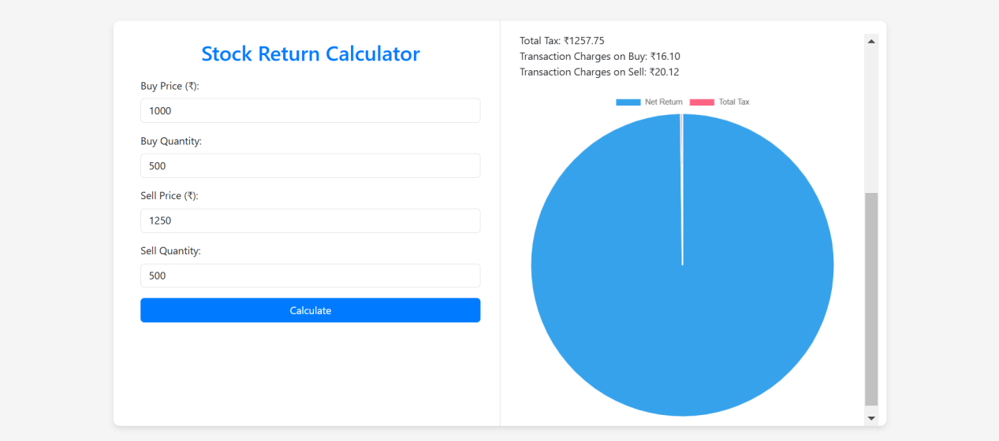 Stock Return Calculator
Buy Price (₹):
1000
Buy Quantity:
500
Sell Price (₹):
1250
Sell Quantity:
500
Calculate
Total Tax: ₹1257.75
Transaction Charges on Buy: ₹16.10
Transaction Charges on Sell: ₹20.12
Net Return Total Tax